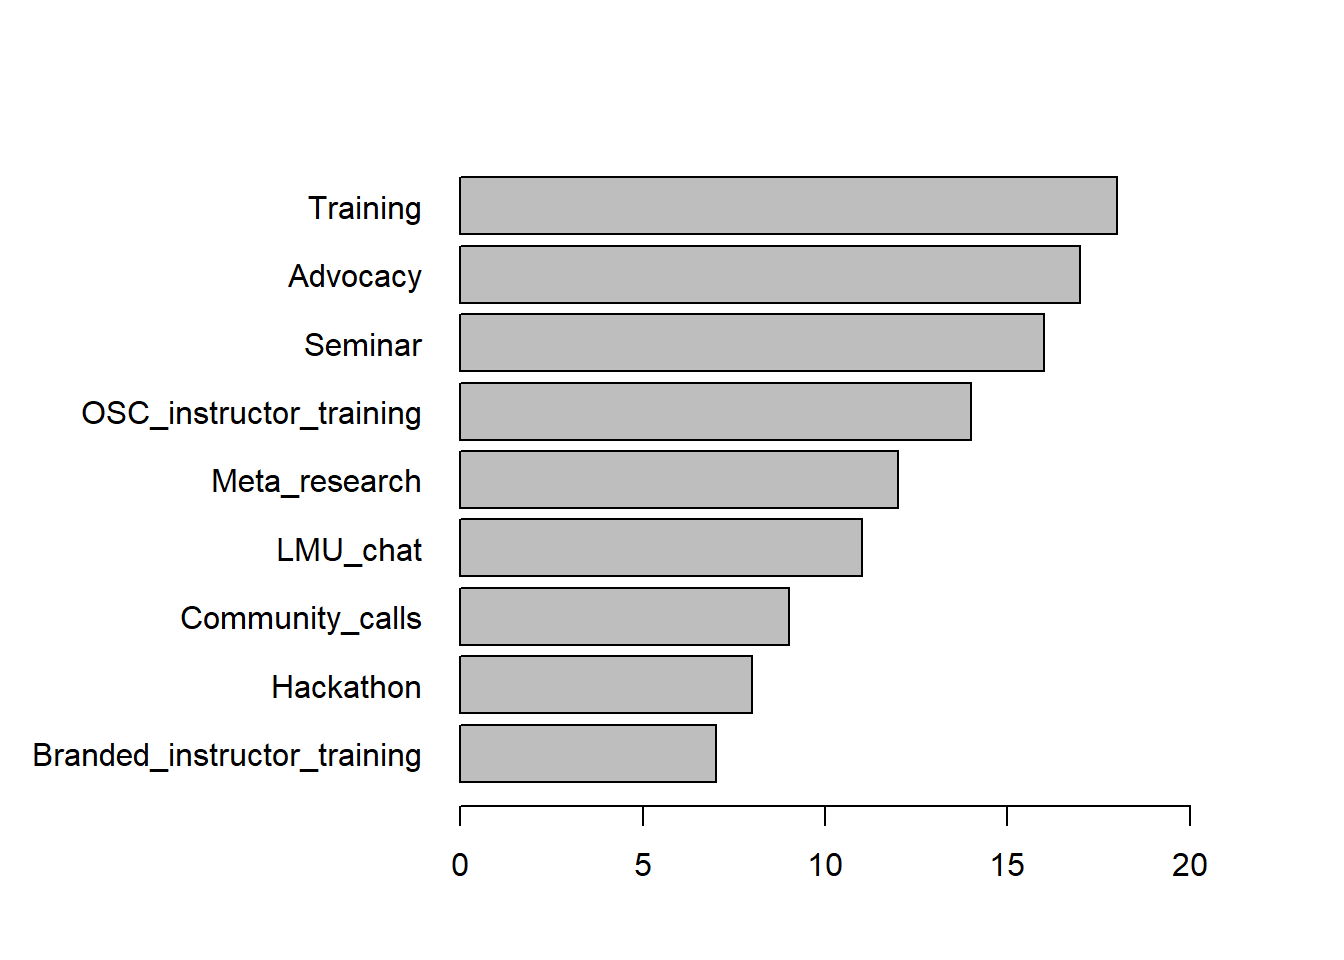 Training
Advocacy
Seminar
OSC_instructor_training
Meta_research
LMU_chat
Community_calls
Hackathon
Branded_instructor_training
0 5 10 15 20